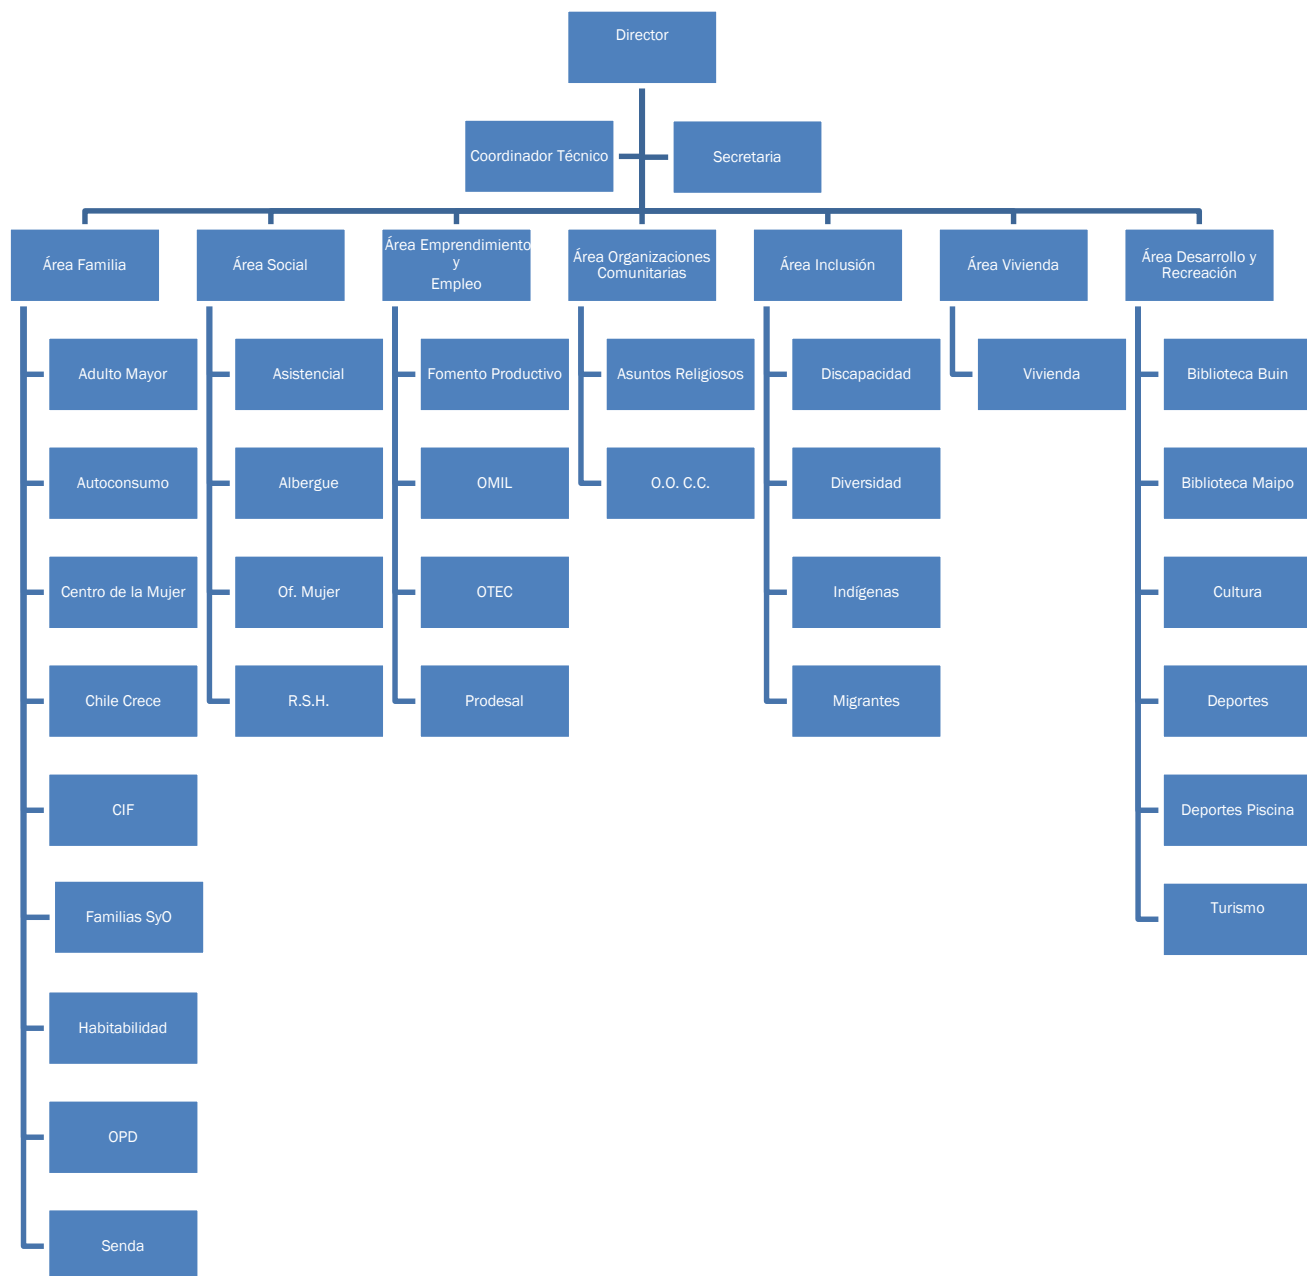 Director
Coordinador Técnico
Secretaria
Área Familia
Área Social
Área Emprendimiento
y
Empleo
Área Organizaciones
Comunitarias
Área Inclusión
Área Vivienda
Área Desarrollo y
Recreación
Adulto Mayor
Asistencial
Fomento Productivo
Asuntos Religiosos
Discapacidad
Vivienda
Biblioteca Buin
Autoconsumo
Albergue
OMIL
O.O. C.C.
Diversidad
Biblioteca Maipo
Centro de la Mujer
Of. Mujer
OTEC
Indígenas
Cultura
Chile Crece
R.S.H.
Prodesal
Migrantes
Deportes
CIF
Deportes Piscina
Familias SyO
Turismo
Habitabilidad
OPD
Senda